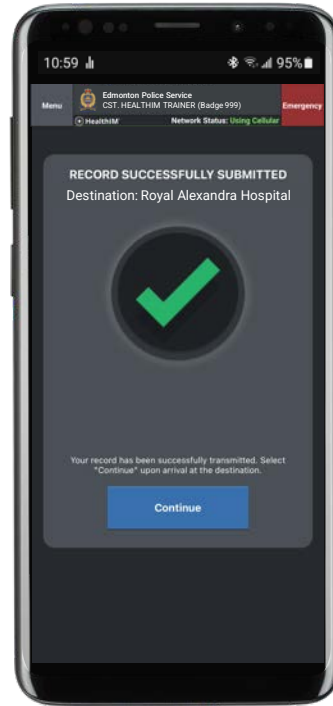 10:59 95%
Menu
Edmonton Police Service
CST. HEALTHIM TRAINER (Badge 999)
Emergency
HealthIM Network Status: Using Cellular
RECORD SUCCESSFULLY SUBMITTED
Destination: Royal Alexandra Hospital
Your record has been successfully transmitted. Select
"Continue" upon arrival at the destination.
Continue